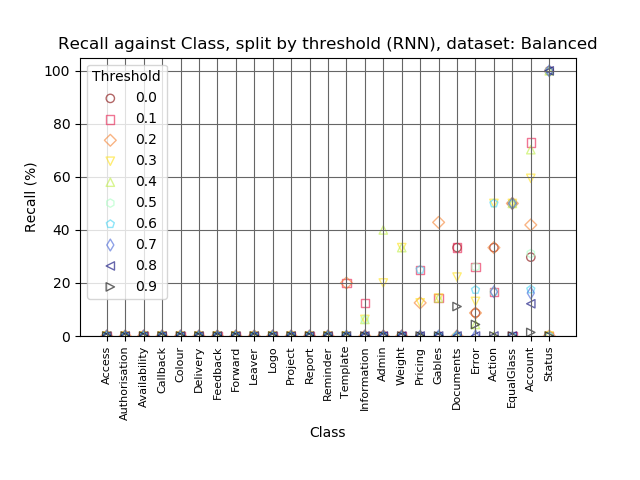 Recall against Class, split by threshold (RNN), dataset: Balanced
Recall (%)
100
80
60
40
20
0
Threshold
0.0
0.1
0.2
0.3
0.4
0.5
0.6
0.7
0.8
0.9
Access
Authorisation
Availability
Callback
Colour
Delivery
Feedback
Forward
Leaver
Logo
Project
Report
Reminder
Template
Information
Admin
Weight
Pricing
Gables
Documents
Error
Action
EqualGlass
Account
Status
Class